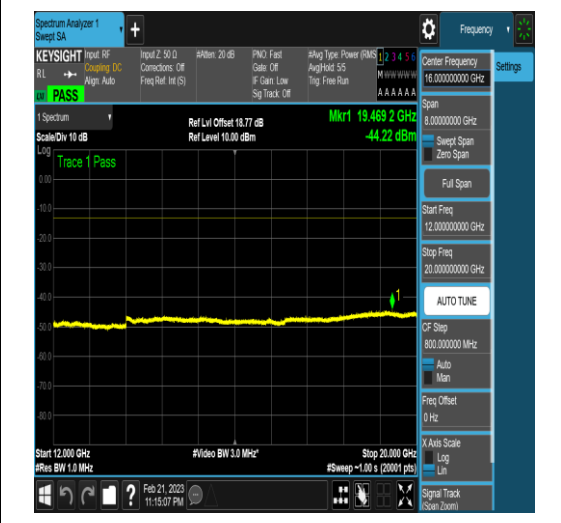 Spectrum Analyzer 1
Swept SA
Frequency
KEYSIGHT Input: RF
RL Coupling: DC
Align: Auto
PASS
Input Z: 50 Ω
Corrections: Off
Freq Ref: Int (S)
#Atten: 20 dB
PNO: Fast
Gate: Off
IF Gain: Low
Sig Track: Off
#Avg Type: Power (RMS
Avg|Hold: 5/5
Trig: Free Run
1 2 3 4 5 6
M W W W W W
A A A A A A
1 Spectrum
Scale/Div 10 dB
Ref Lvl Offset 18.77 dB
Ref Level 10.00 dBm
Mkr1 19.469 2 GHz
-44.22 dBm
Log
Trace 1 Pass
0.00
-10.0
-20.0
-30.0
-40.0
-50.0
-60.0
-70.0
-80.0
1
Start 12.000 GHz
#Res BW 1.0 MHz
#Video BW 3.0 MHz*
Stop 20.000 GHz
#Sweep ~1.00 s (20001 pts)
Feb 21, 2023
11:15:07 PM
Center Frequency
16.000000000 GHz
Settings
Span
8.00000000 GHz
Swept Span
Zero Span
Full Span
Start Freq
12.000000000 GHz
Stop Freq
20.000000000 GHz
AUTO TUNE
CF Step
800.000000 MHz
Auto
Man
Freq Offset
0 Hz
X Axis Scale
Log
Lin
Signal Track
(Span Zoom)